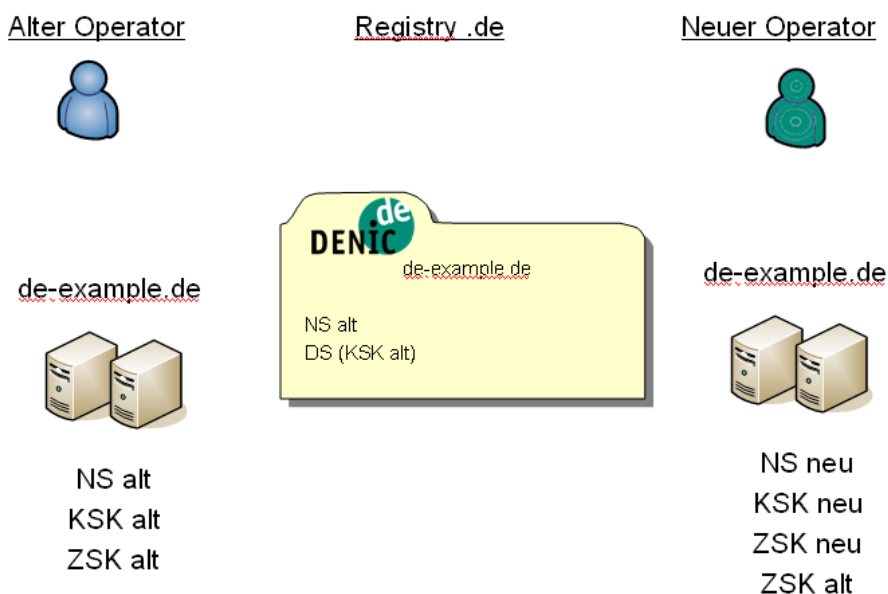 Alter Operator
Registry .de
Neuer Operator
DENIC de
de-example.de
NS alt
DS (KSK alt)
de-example.de
NS alt
KSK alt
ZSK alt
de-example.de
NS neu
KSK neu
ZSK neu
ZSK alt